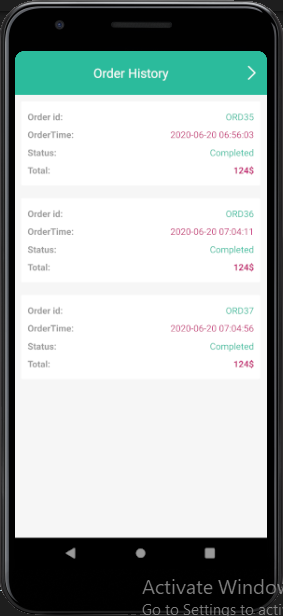 Order History
Order id: ORD35
OrderTime: 2020-06-20 06:56:03
Status: Completed
Total: 124$
Order id: ORD36
OrderTime: 2020-06-20 07:04:11
Status: Completed
Total: 124$
Order id: ORD37
OrderTime: 2020-06-20 07:04:56
Status: Completed
Total: 124$
Activate Window
Go to Settings to acti